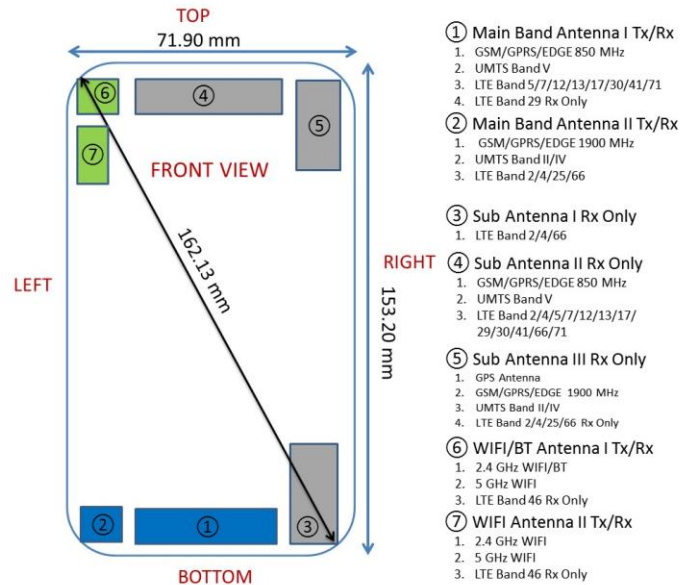 TOP
71.90 mm
⑥
④
⑤
⑦
FRONT VIEW
162.13 mm
LEFT
RIGHT
153.20 mm
②
①
③
BOTTOM
① Main Band Antenna I Tx/Rx
1. GSM/GPRS/EDGE 850 MHz
2. UMTS Band V
3. LTE Band 5/7/12/13/17/30/41/71
4. LTE Band 29 Rx Only
② Main Band Antenna II Tx/Rx
1. GSM/GPRS/EDGE 1900 MHz
2. UMTS Band II/IV
3. LTE Band 2/4/25/66
③ Sub Antenna I Rx Only
1. LTE Band 2/4/66
④ Sub Antenna II Rx Only
1. GSM/GPRS/EDGE 850 MHz
2. UMTS Band V
3. LTE Band 2/4/5/7/12/13/17/
29/30/41/66/71
⑤ Sub Antenna III Rx Only
1. GPS Antenna
2. GSM/GPRS/EDGE 1900 MHz
3. UMTS Band II/IV
4. LTE Band 2/4/25/66 Rx Only
⑥ WIFI/BT Antenna I Tx/Rx
1. 2.4 GHz WIFI/BT
2. 5 GHz WIFI
3. LTE Band 46 Rx Only
⑦ WIFI Antenna II Tx/Rx
1. 2.4 GHz WIFI
2. 5 GHz WIFI
3. LTE Band 46 Rx Only